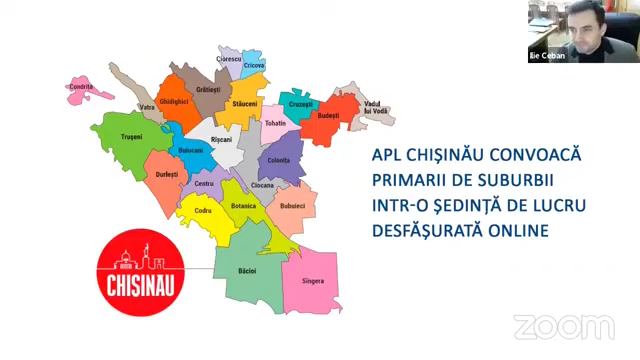 Ilie Ceban
Ciorescu
Cricova
Condrița
Grătiești
Ghidighici
Vatra
Stăuceni
Cruzești
Vadul
lui Vodă
Budești
Tohatin
Trușeni
Rîșcani
Buiucani
Colonița
Durlești
Centru
Ciocana
Botanica
Bubuieci
Codru
Băcioi
Sîngera
CHIȘINĂU
APL CHIȘINĂU CONVOACĂ
PRIMARII DE SUBURBII
INTR-O ȘEDINȚĂ DE LUCRU
DESFĂȘURATĂ ONLINE
zoom